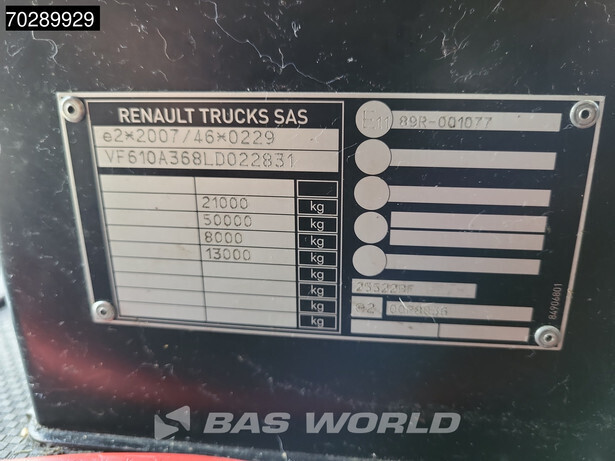 70289929
RENAULT TRUCKS SAS
e2*2007/46*0229
VF610A368LD022831
21000 kg
50000 kg
8000 kg
13000 kg
kg
kg
kg
E11 89R-001077
84906801
BAS WORLD